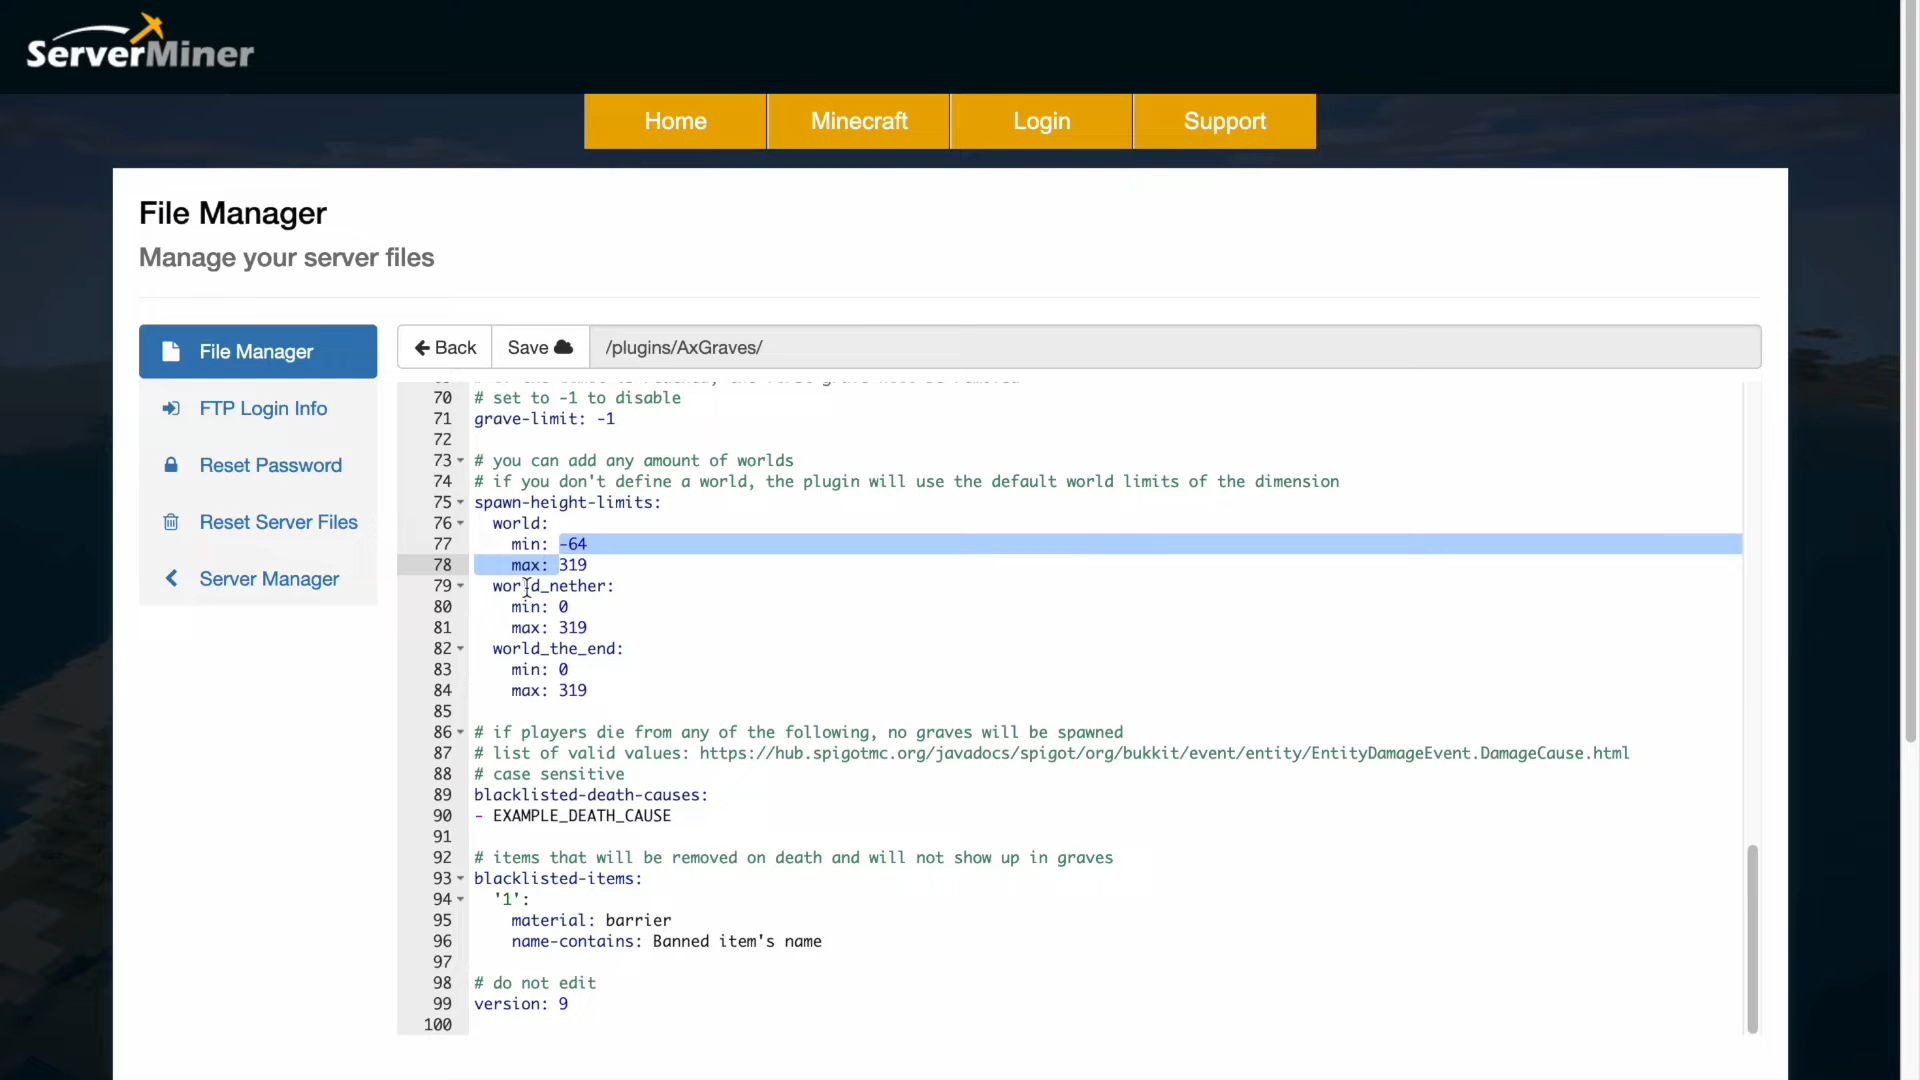 ServerMiner
Home
Minecraft
Login
Support
File Manager
Manage your server files
File Manager
FTP Login Info
Reset Password
Reset Server Files
Server Manager
Back
Save
/plugins/AxGraves/
70 # set to -1 to disable
71 grave-limit: -1
72
73 # you can add any amount of worlds
74 # if you don't define a world, the plugin will use the default world limits of the dimension
75 spawn-height-limits:
76 world:
77 min: -64
78 max: 319
79 world_nether:
80 min: 0
81 max: 319
82 world_the_end:
83 min: 0
84 max: 319
85
86 # if players die from any of the following, no graves will be spawned
87 # list of valid values: https://hub.spigotmc.org/javadocs/spigot/org/bukkit/event/entity/EntityDamageEvent.DamageCause.html
88 # case sensitive
89 blacklisted-death-causes:
90 - EXAMPLE_DEATH_CAUSE
91
92 # items that will be removed on death and will not show up in graves
93 blacklisted-items:
94 '1':
95 material: barrier
96 name-contains: Banned item's name
97
98 # do not edit
99 version: 9
100